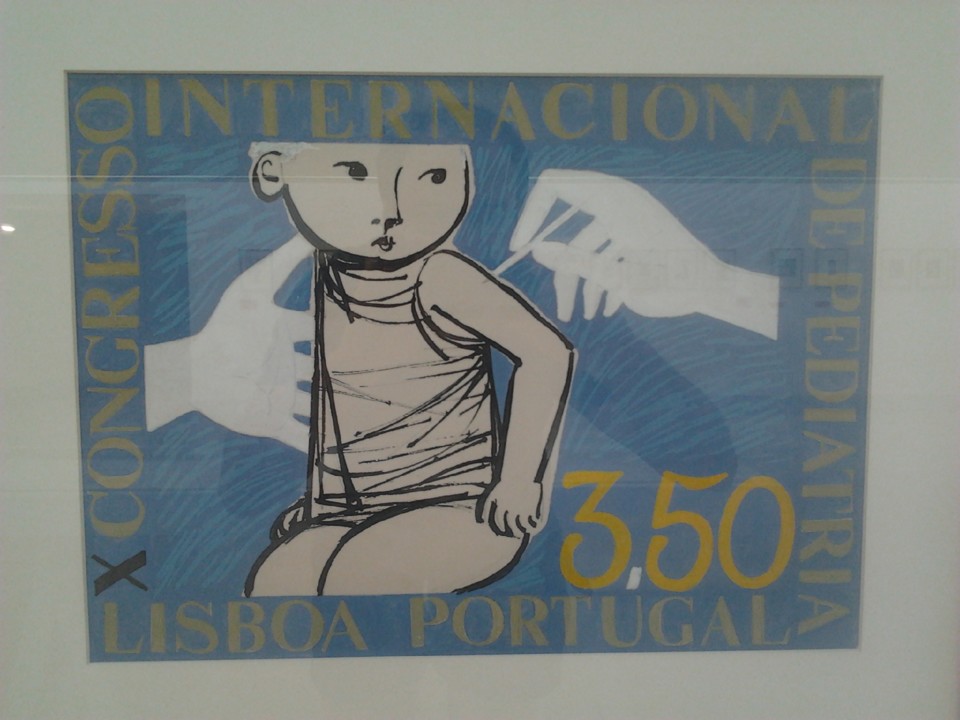 X CONGRESSO
INTERNACIONAL
DE PEDIATRIA
3,50
LISBOA PORTUGAL